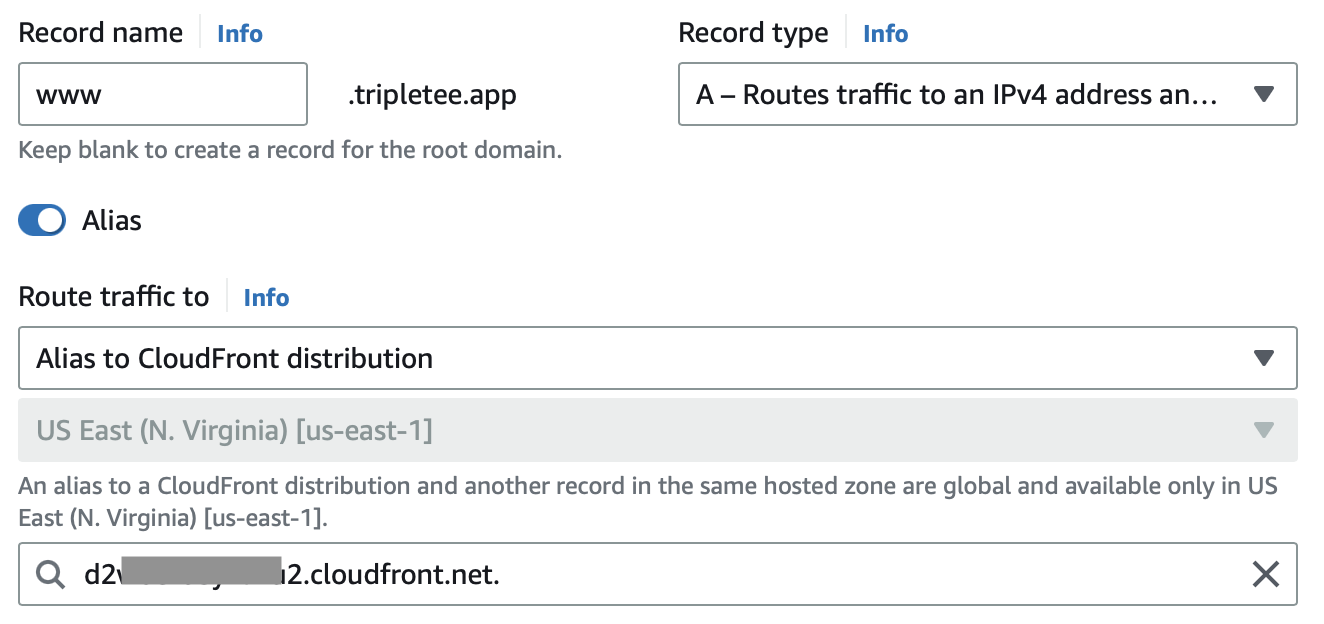 Record name Info
Record type Info
www .tripletee.app
A – Routes traffic to an IPv4 address an...
Keep blank to create a record for the root domain.
Alias
Route traffic to Info
Alias to CloudFront distribution
US East (N. Virginia) [us-east-1]
An alias to a CloudFront distribution and another record in the same hosted zone are global and available only in US
East (N. Virginia) [us-east-1].
.cloudfront.net.